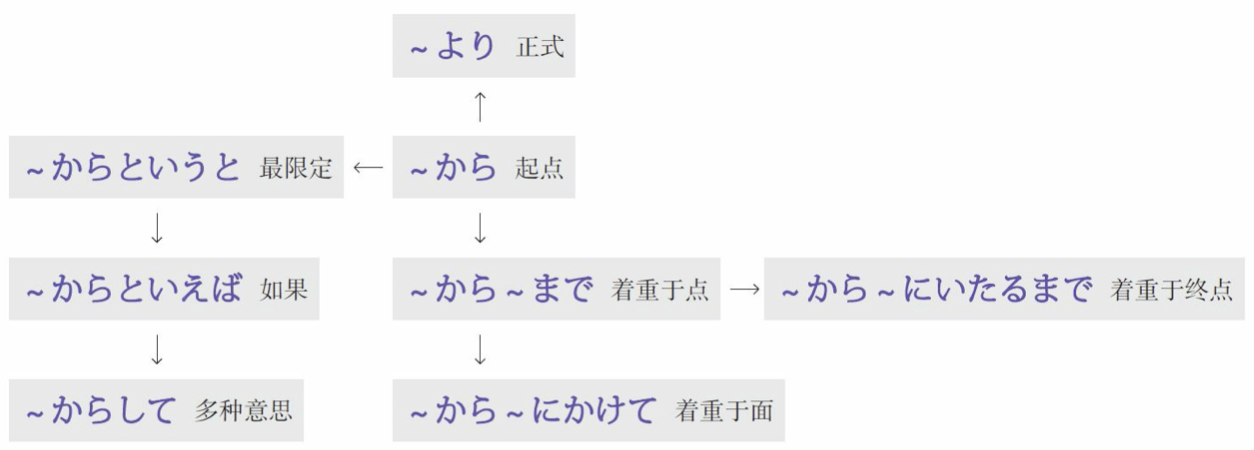 ~より 正式
~からというと 最限定
~から 起点
~からといえば 如果
~から~まで 着重于点
~から~にいたるまで 着重于终点
~からして 多种意思
~から~にかけて 着重于面